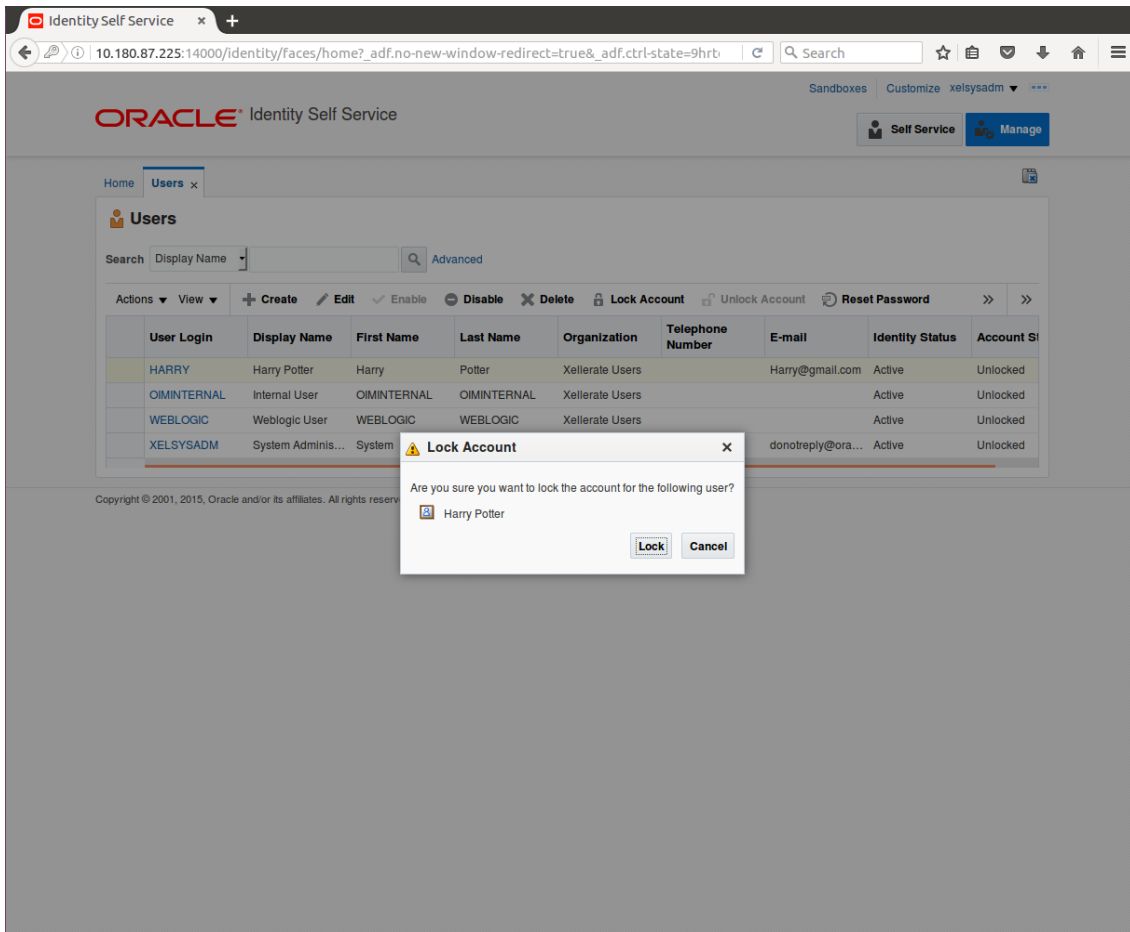 Identity Self Service × +
10.180.87.225:14000/identity/faces/home?_adf.no-new-window-redirect=true&_adf.ctrl-state=9hrt Search
Sandboxes Customize xelsysadm
ORACLE Identity Self Service
Self Service Manage
Home Users ×
Users
Search Display Name Advanced
Actions View Create Edit Enable Disable Delete Lock Account Unlock Account Reset Password » »
User Login Display Name First Name Last Name Organization Telephone Number E-mail Identity Status Account St
HARRY Harry Potter Harry Potter Xellerate Users Harry@gmail.com Active Unlocked
OIMINTERNAL Internal User OIMINTERNAL OIMINTERNAL Xellerate Users Active Unlocked
WEBLOGIC Weblogic User WEBLOGIC WEBLOGIC Xellerate Users Active Unlocked
XELSYSADM System Adminis... System donotreply@ora... Active Unlocked
Lock Account ×
Are you sure you want to lock the account for the following user?
Harry Potter
Lock Cancel
Copyright © 2001, 2015, Oracle and/or its affiliates. All rights reserv